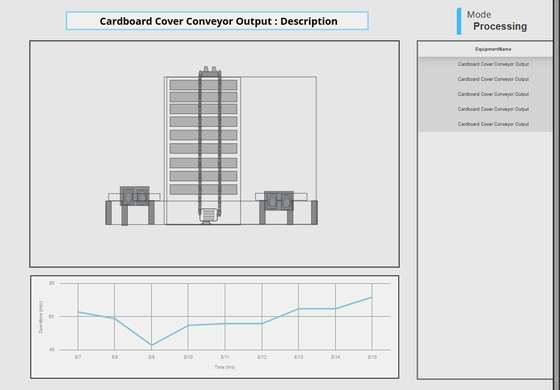 Cardboard Cover Conveyor Output : Description
Mode
Processing
EquipmentName
Cardboard Cover Conveyor Output
Cardboard Cover Conveyor Output
Cardboard Cover Conveyor Output
Cardboard Cover Conveyor Output
Cardboard Cover Conveyor Output
80
60
40
Downtime (min)
8/7
8/8
8/9
8/10
8/11
8/12
8/13
8/14
8/15
Time (hrs)